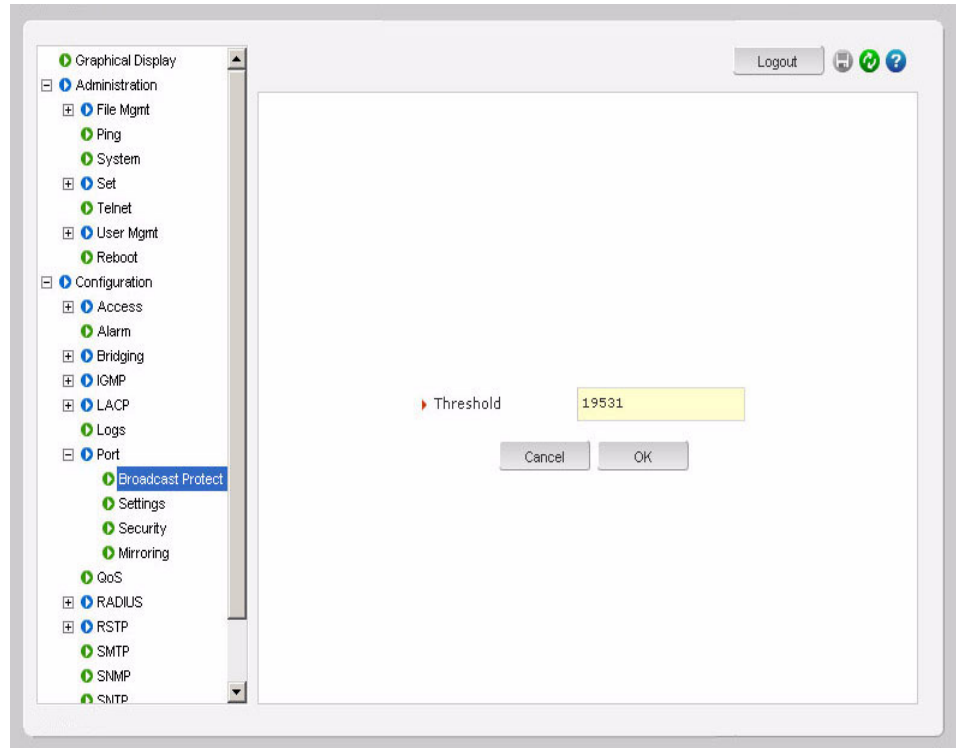 Graphical Display
Administration
File Mgmt
Ping
System
Set
Telnet
User Mgmt
Reboot
Configuration
Access
Alarm
Bridging
IGMP
LACP
Logs
Port
Broadcast Protect
Settings
Security
Mirroring
QoS
RADIUS
RSTP
SMTP
SNMP
SNTP
Logout
Threshold 19531
Cancel OK